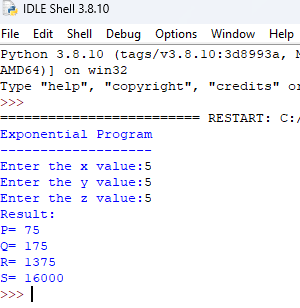 IDLE Shell 3.8.10
File Edit Shell Debug Options Window
Python 3.8.10 (tags/v3.8.10:3d8993a,
AMD64)] on win32
Type "help", "copyright", "credits" or
>>>
========================= RESTART: C:/
Exponential Program
-------------------
Enter the x value:5
Enter the y value:5
Enter the z value:5
Result:
P= 75
Q= 175
R= 1375
S= 16000
>>>